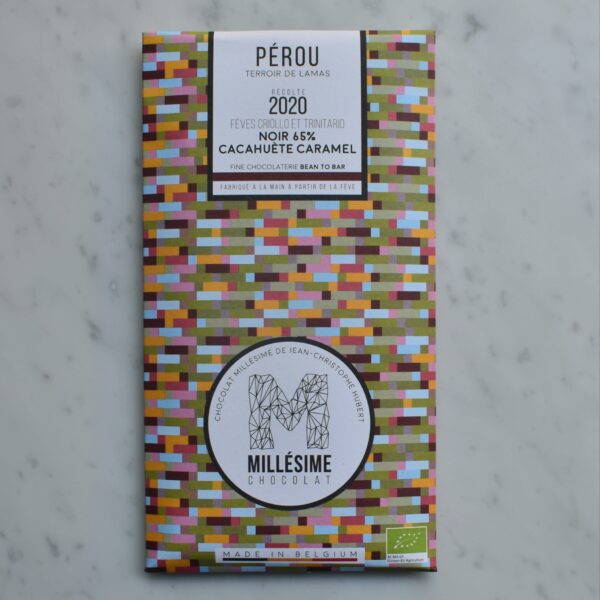 PÉROU
TERROIR DE LAMAS
RÉCOLTE
2020
FÈVES CRIOLLO ET TRINITARIO
NOIR 65%
CACAHUÈTE CARAMEL
FINE CHOCOLATERIE BEAN TO BAR
FABRIQUÉ À LA MAIN À PARTIR DE LA FÈVE
CHOCOLAT MILLÉSIME DE JEAN-CHRISTOPHE HUBERT
M
MILLÉSIME
CHOCOLAT
MADE IN BELGIUM